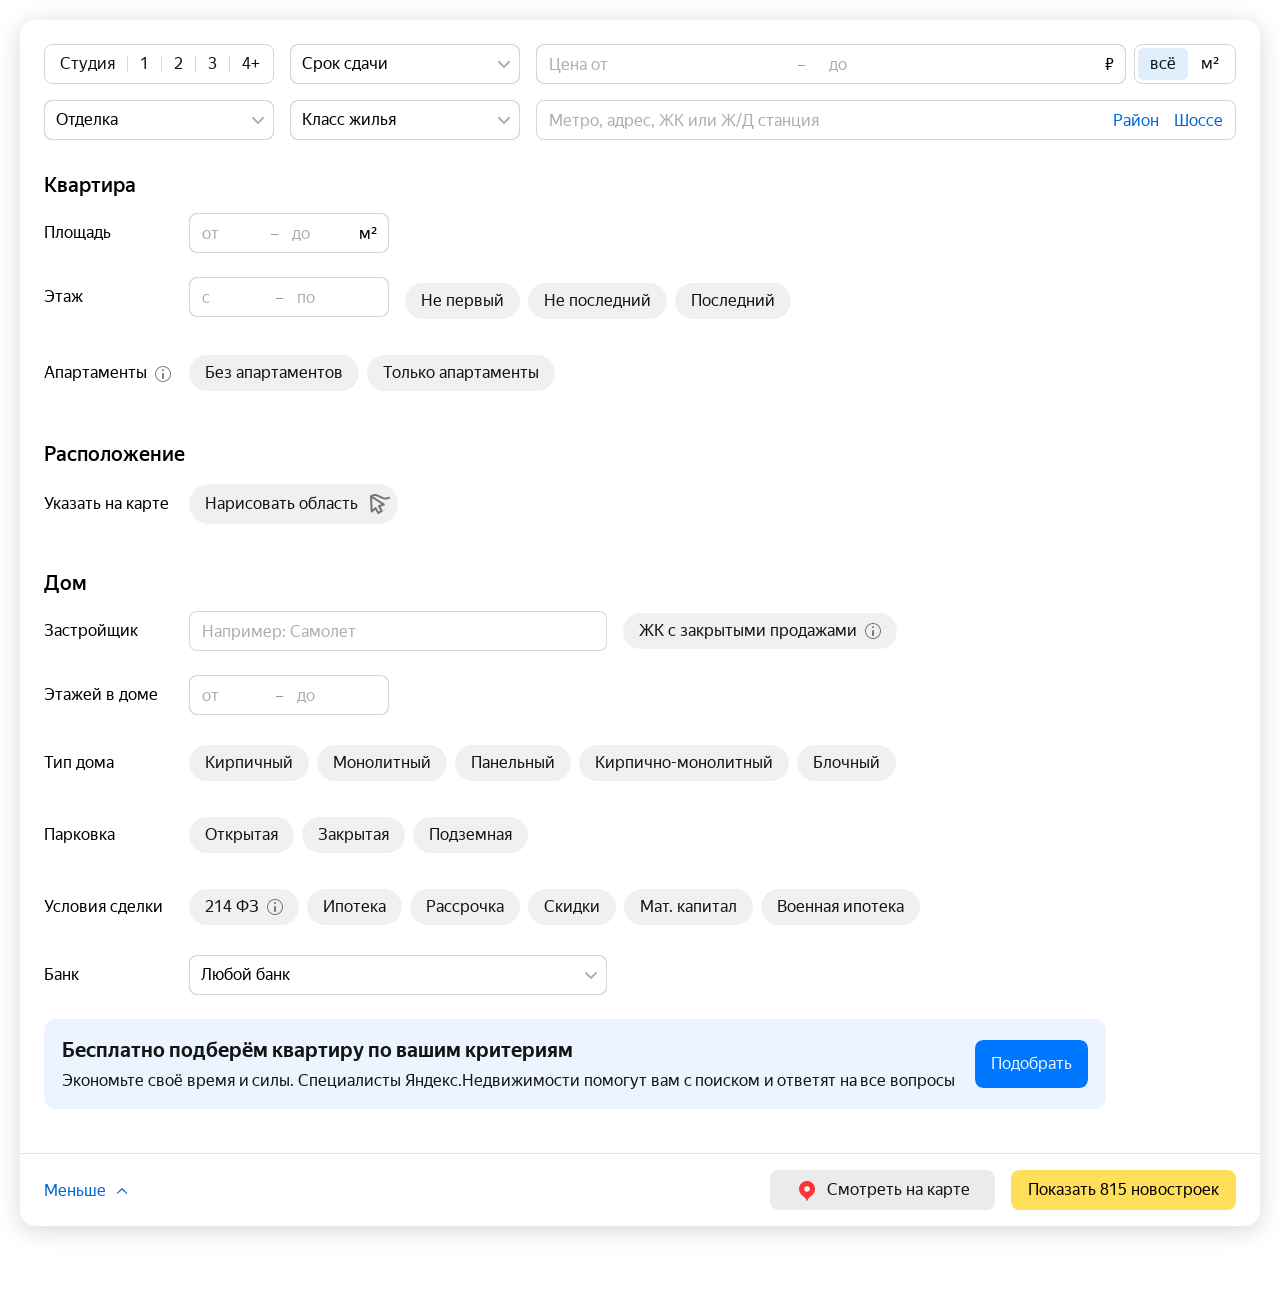 Студия 1 2 3 4+ Срок сдачи Цена от – до ₽ всё м²
Отделка Класс жилья Метро, адрес, ЖК или Ж/Д станция Район Шоссе
Квартира
Площадь от – до м²
Этаж с – по Не первый Не последний Последний
Апартаменты Без апартаментов Только апартаменты
Расположение
Указать на карте Нарисовать область
Дом
Застройщик Например: Самолет ЖК с закрытыми продажами
Этажей в доме от – до
Тип дома Кирпичный Монолитный Панельный Кирпично-монолитный Блочный
Парковка Открытая Закрытая Подземная
Условия сделки 214 ФЗ Ипотека Рассрочка Скидки Мат. капитал Военная ипотека
Банк Любой банк
Бесплатно подберём квартиру по вашим критериям
Экономьте своё время и силы. Специалисты Яндекс.Недвижимости помогут вам с поиском и ответят на все вопросы
Подобрать
Меньше Смотреть на карте Показать 815 новостроек